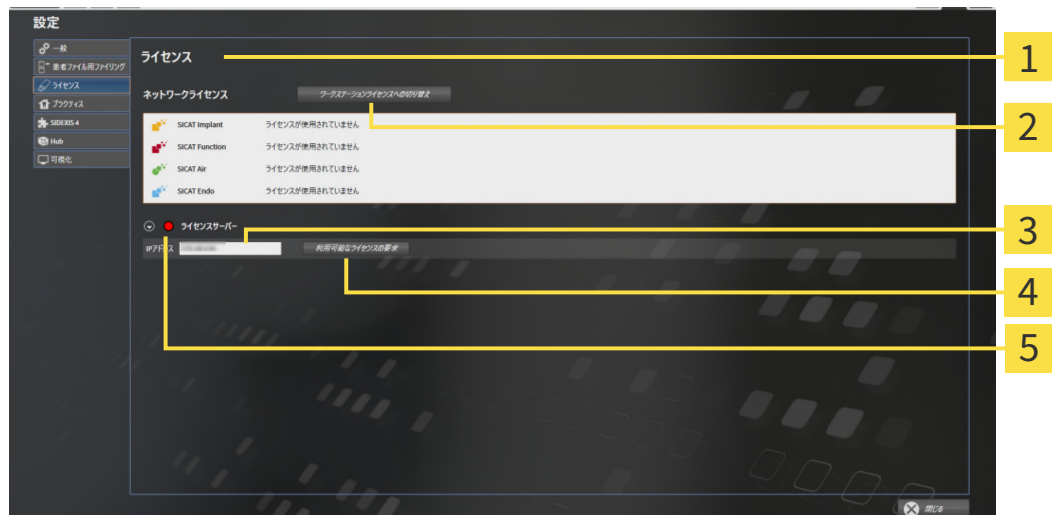 設定
一般
患者ファイル用ファイリング
ライセンス
プラクティス
SIDEXIS 4
Hub
可視化
ライセンス
ネットワークライセンス
ワークステーションライセンスへの切り替え
SICAT Implant ライセンスが使用されていません
SICAT Function ライセンスが使用されていません
SICAT Air ライセンスが使用されていません
SICAT Endo ライセンスが使用されていません
ライセンスサーバー
IPアドレス
利用可能なライセンスの要求
閉じる
1
2
3
4
5